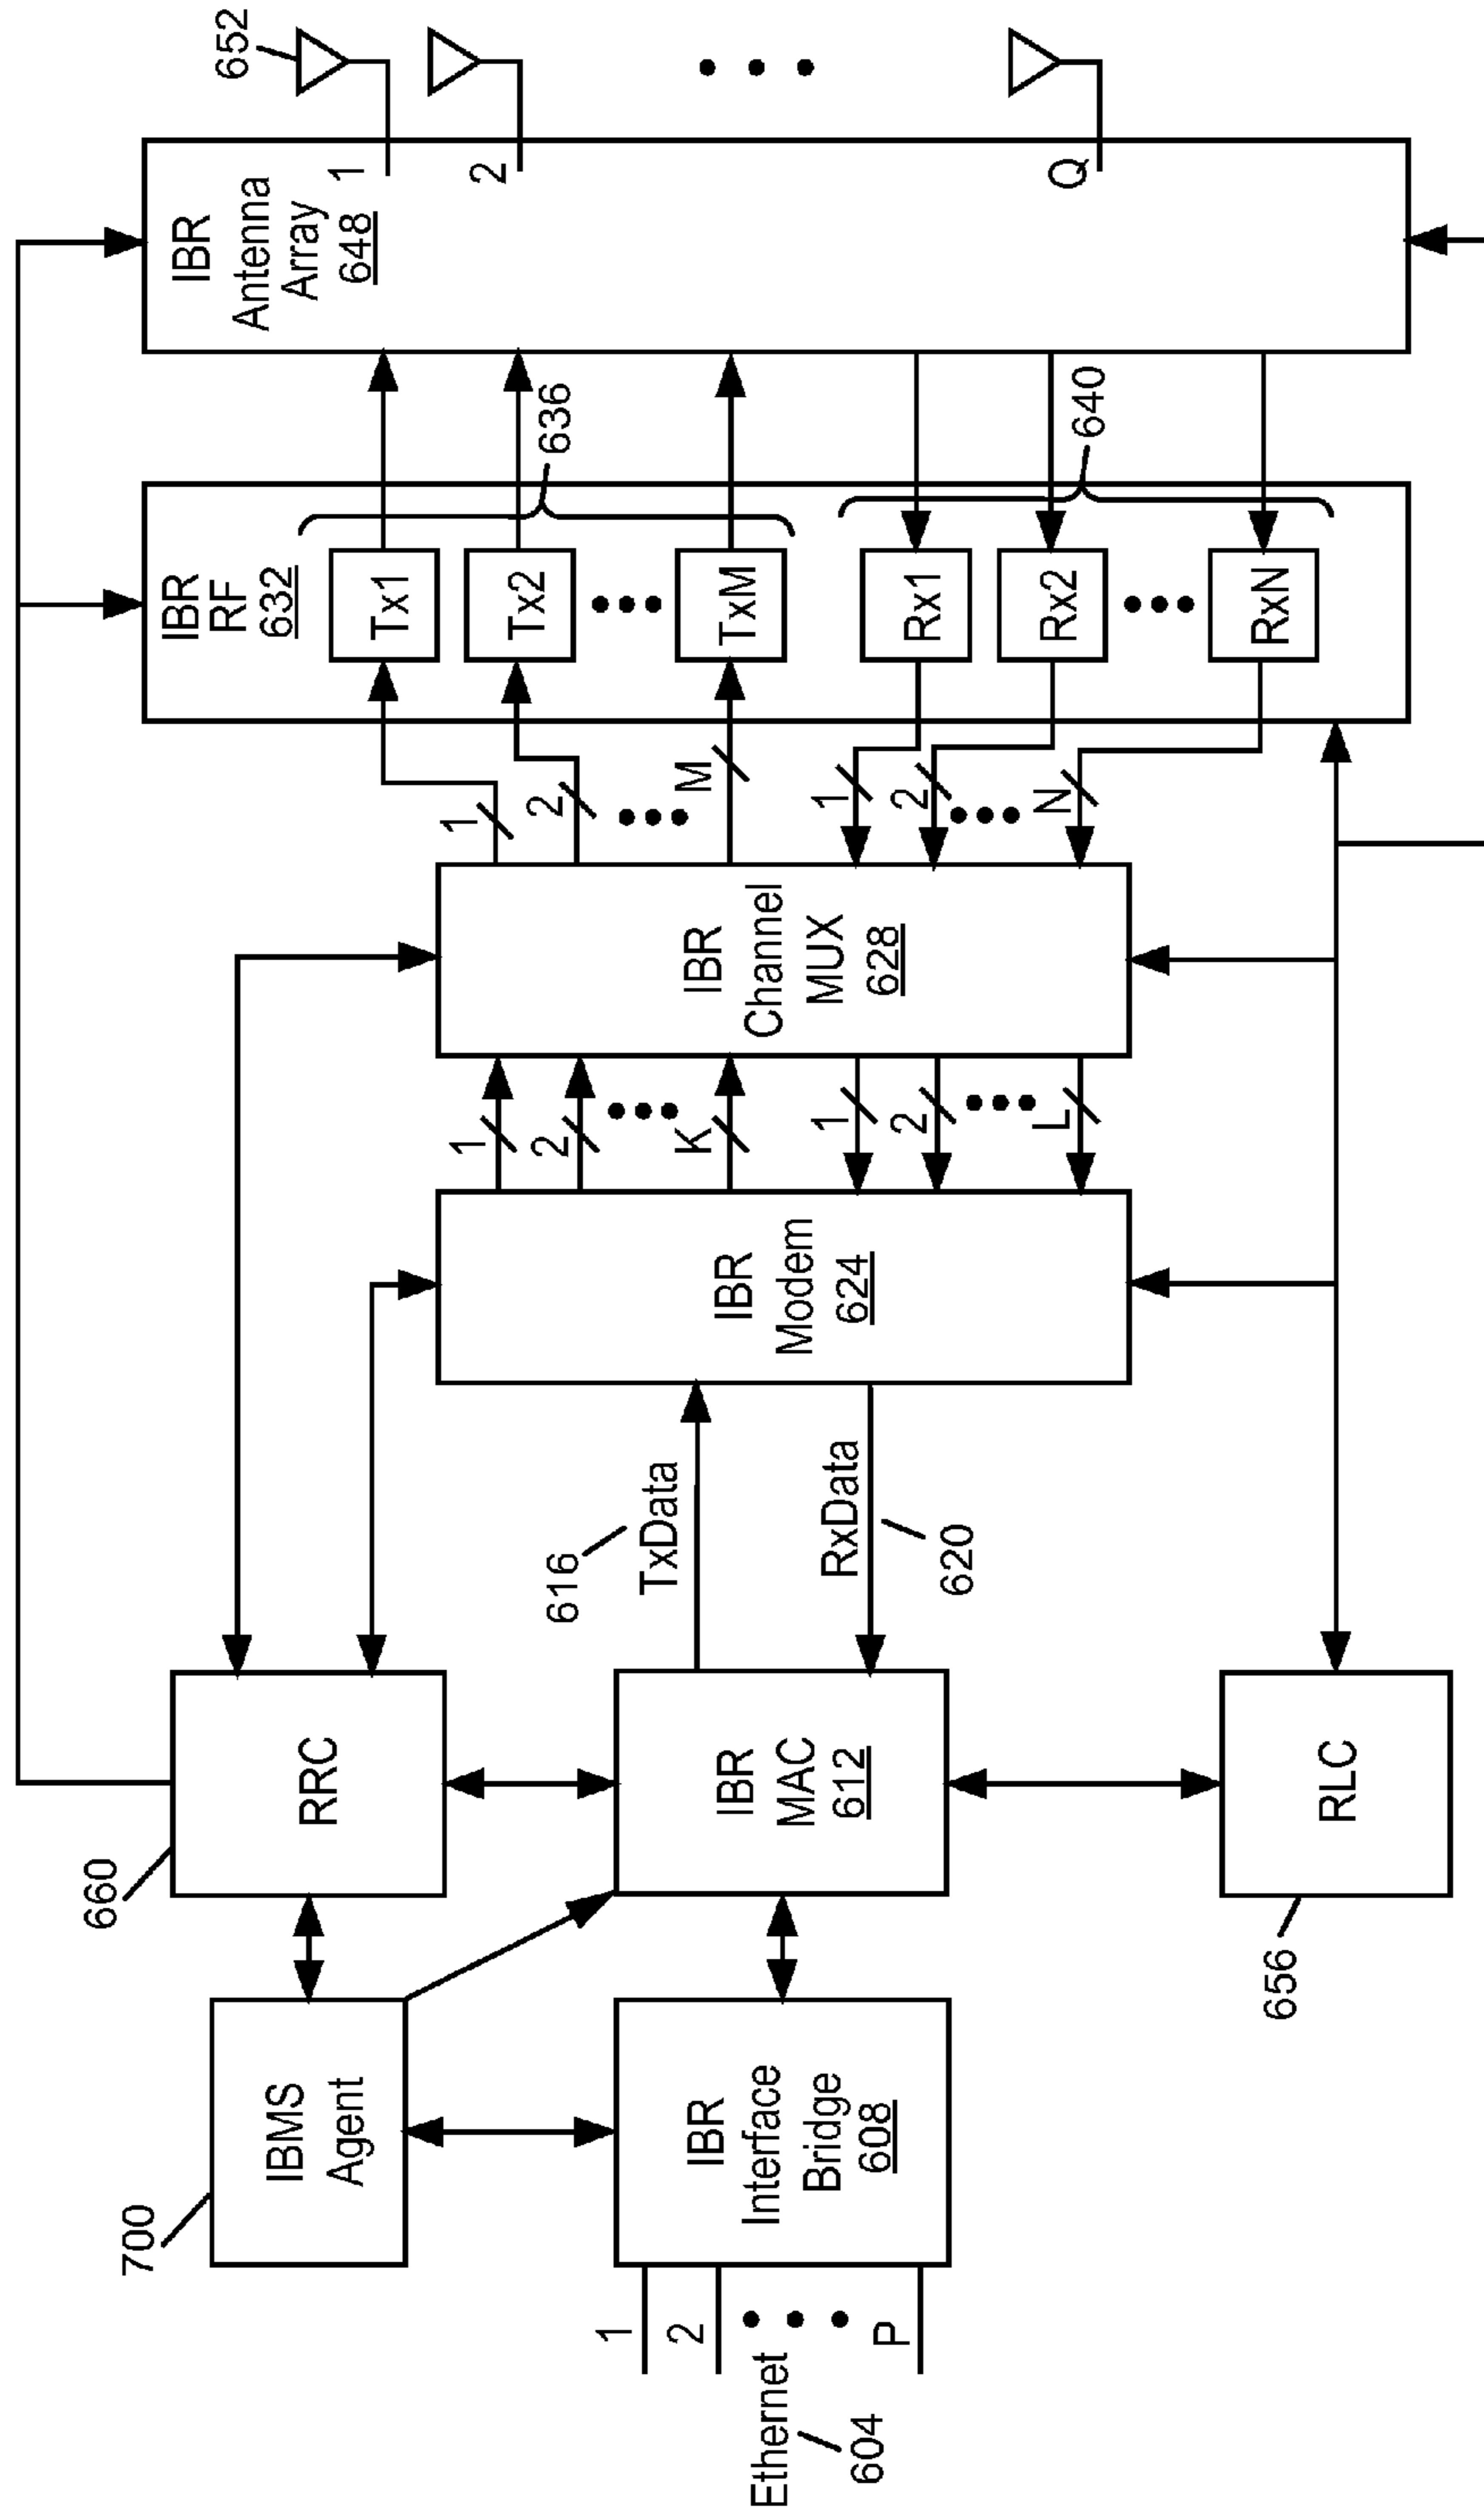 700
IBMS
Agent
660
RRC
Ethernet
604
1
2
P
IBR
Interface
Bridge
608
IBR
MAC
612
656
RLC
616
TxData
RxData
620
IBR
Modem
624
1
2
K
1
2
L
IBR
Channel
MUX
628
1
2
M
1
2
N
IBR
RF
632
Tx1
Tx2
TxM
636
Rx1
Rx2
RxN
640
IBR
Antenna
Array
648
1
2
Q
652